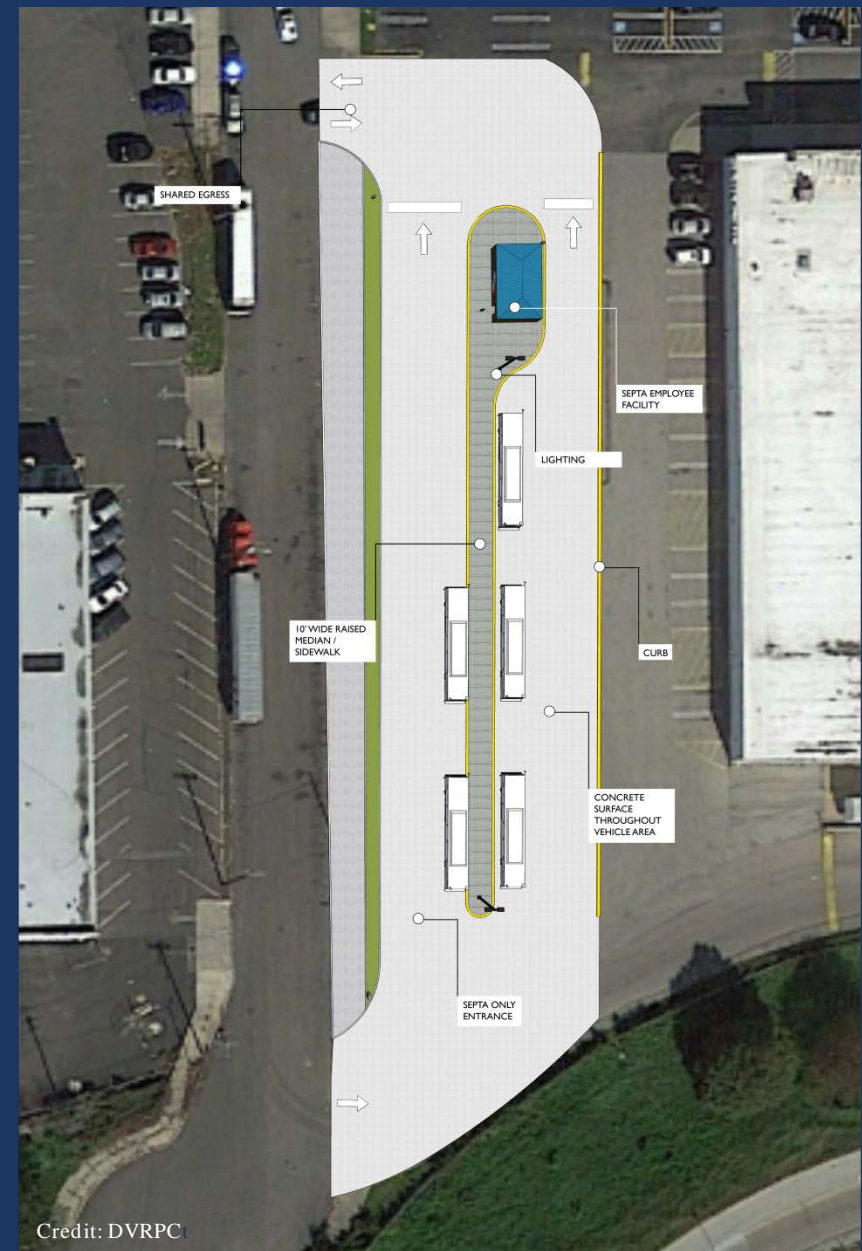 SHARED EGRESS
SEPTA EMPLOYEE
FACILITY
LIGHTING
10' WIDE RAISED
MEDIAN /
SIDEWALK
CURB
CONCRETE
SURFACE
THROUGHOUT
VEHICLE AREA
SEPTA ONLY
ENTRANCE
Credit: DVRPCt